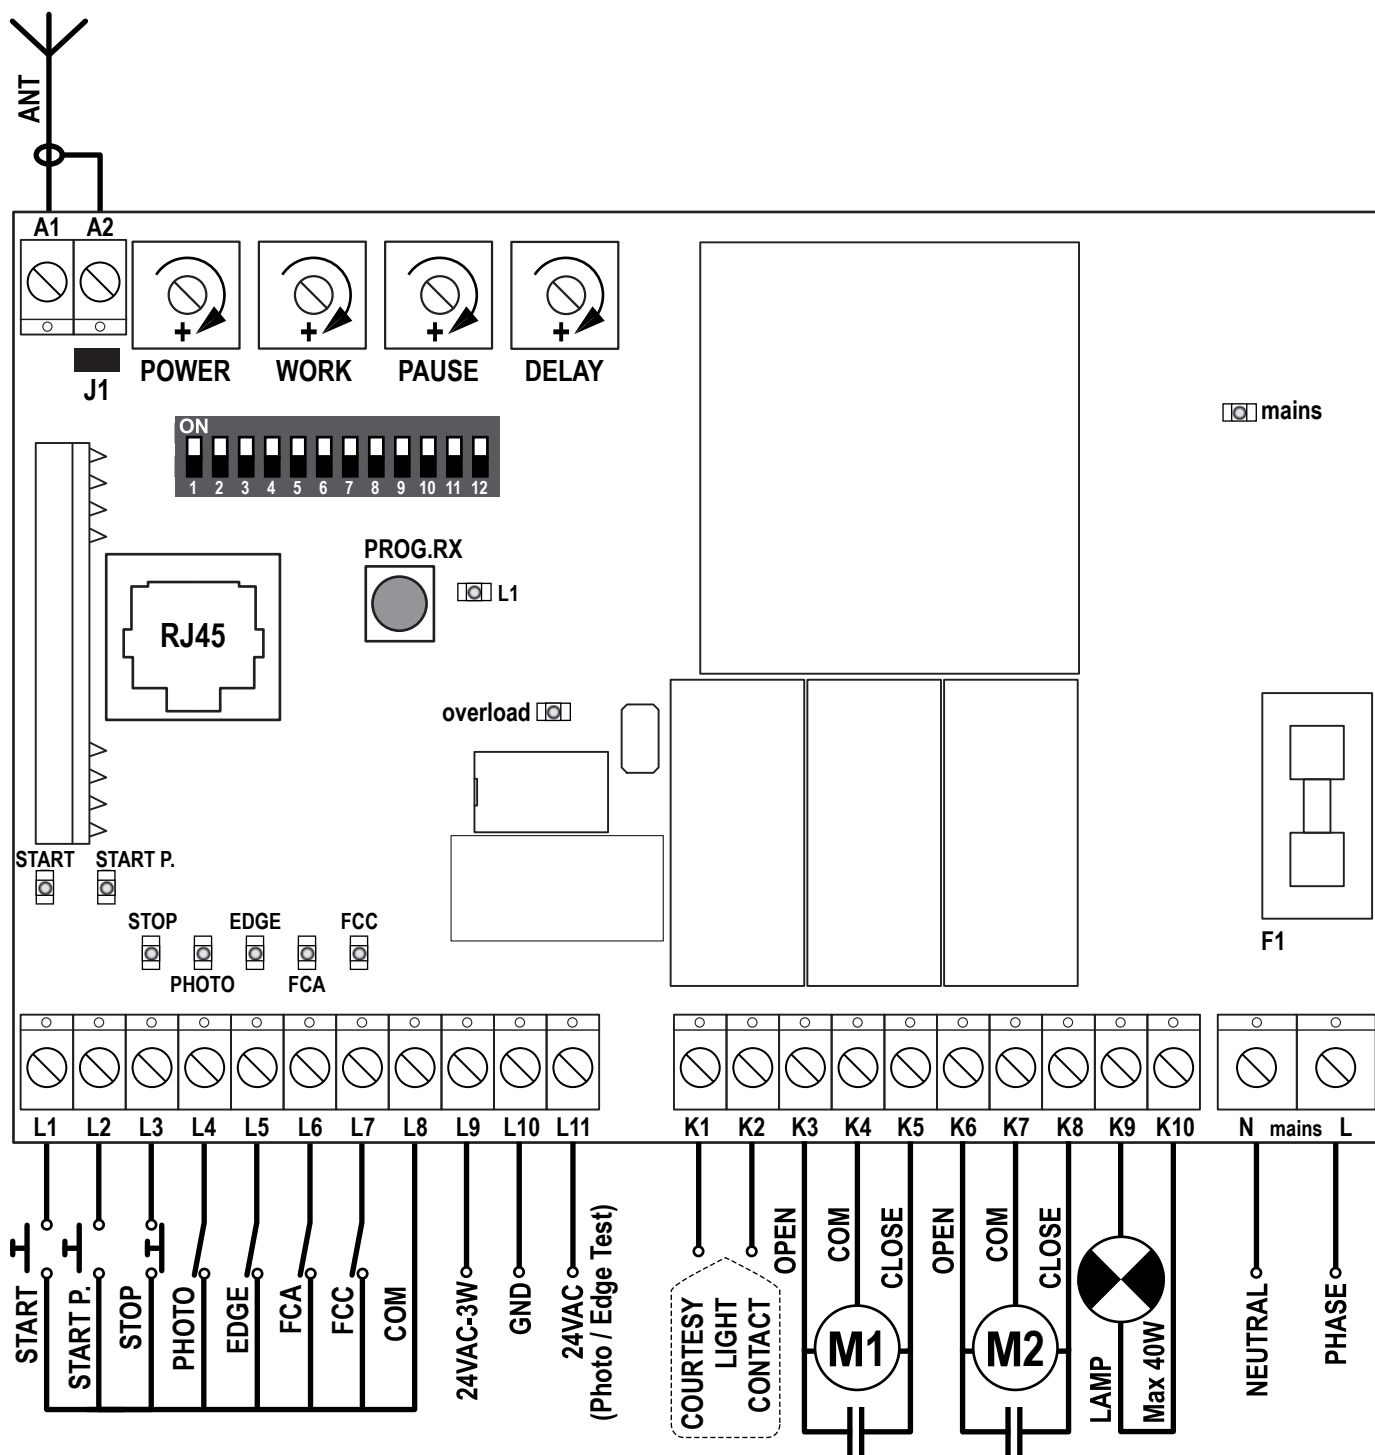 ANT
A1 A2
POWER WORK PAUSE DELAY
J1
mains
ON
1 2 3 4 5 6 7 8 9 10 11 12
PROG.RX
L1
RJ45
overload
START START P.
STOP EDGE FCC
PHOTO FCA
F1
L1 L2 L3 L4 L5 L6 L7 L8 L9 L10 L11
K1 K2 K3 K4 K5 K6 K7 K8 K9 K10
N mains L
START
START P.
STOP
PHOTO
EDGE
FCA
FCC
COM
24VAC-3W
GND
24VAC
(Photo / Edge Test)
COURTESY
LIGHT
CONTACT
OPEN
COM
CLOSE
M1
OPEN
COM
CLOSE
M2
LAMP
Max 40W
NEUTRAL
PHASE